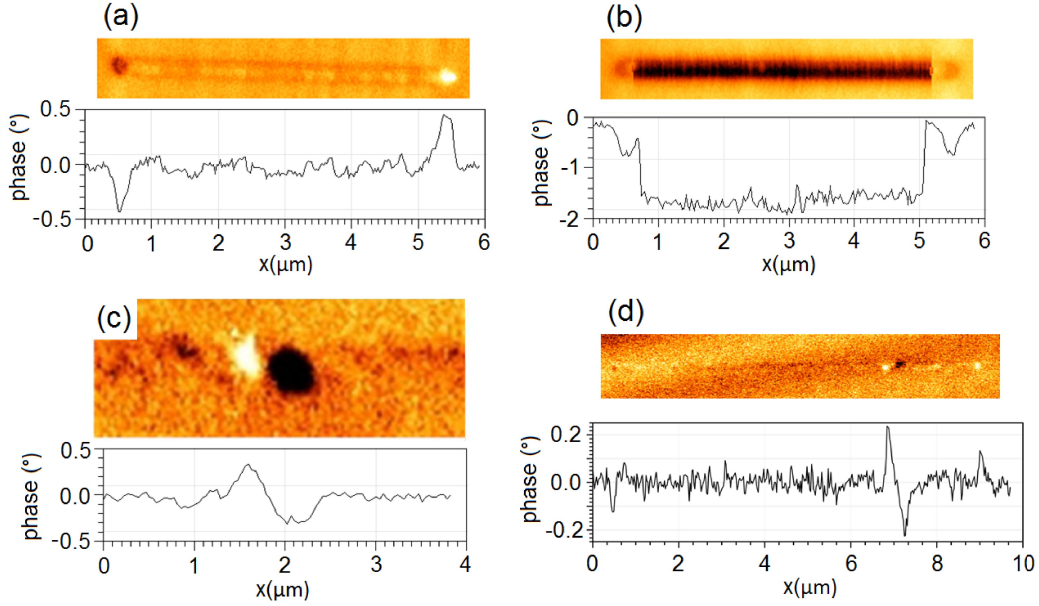 (a)
0.5
0.0
-0.5
phase (°)
0 1 2 3 4 5 6
x(μm)
(b)
0
-1
-2
phase (°)
0 1 2 3 4 5 6
x(μm)
(c)
0.5
0.0
-0.5
phase (°)
0 1 2 3 4
x(μm)
(d)
0.2
0.0
-0.2
phase (°)
0 2 4 6 8 10
x(μm)